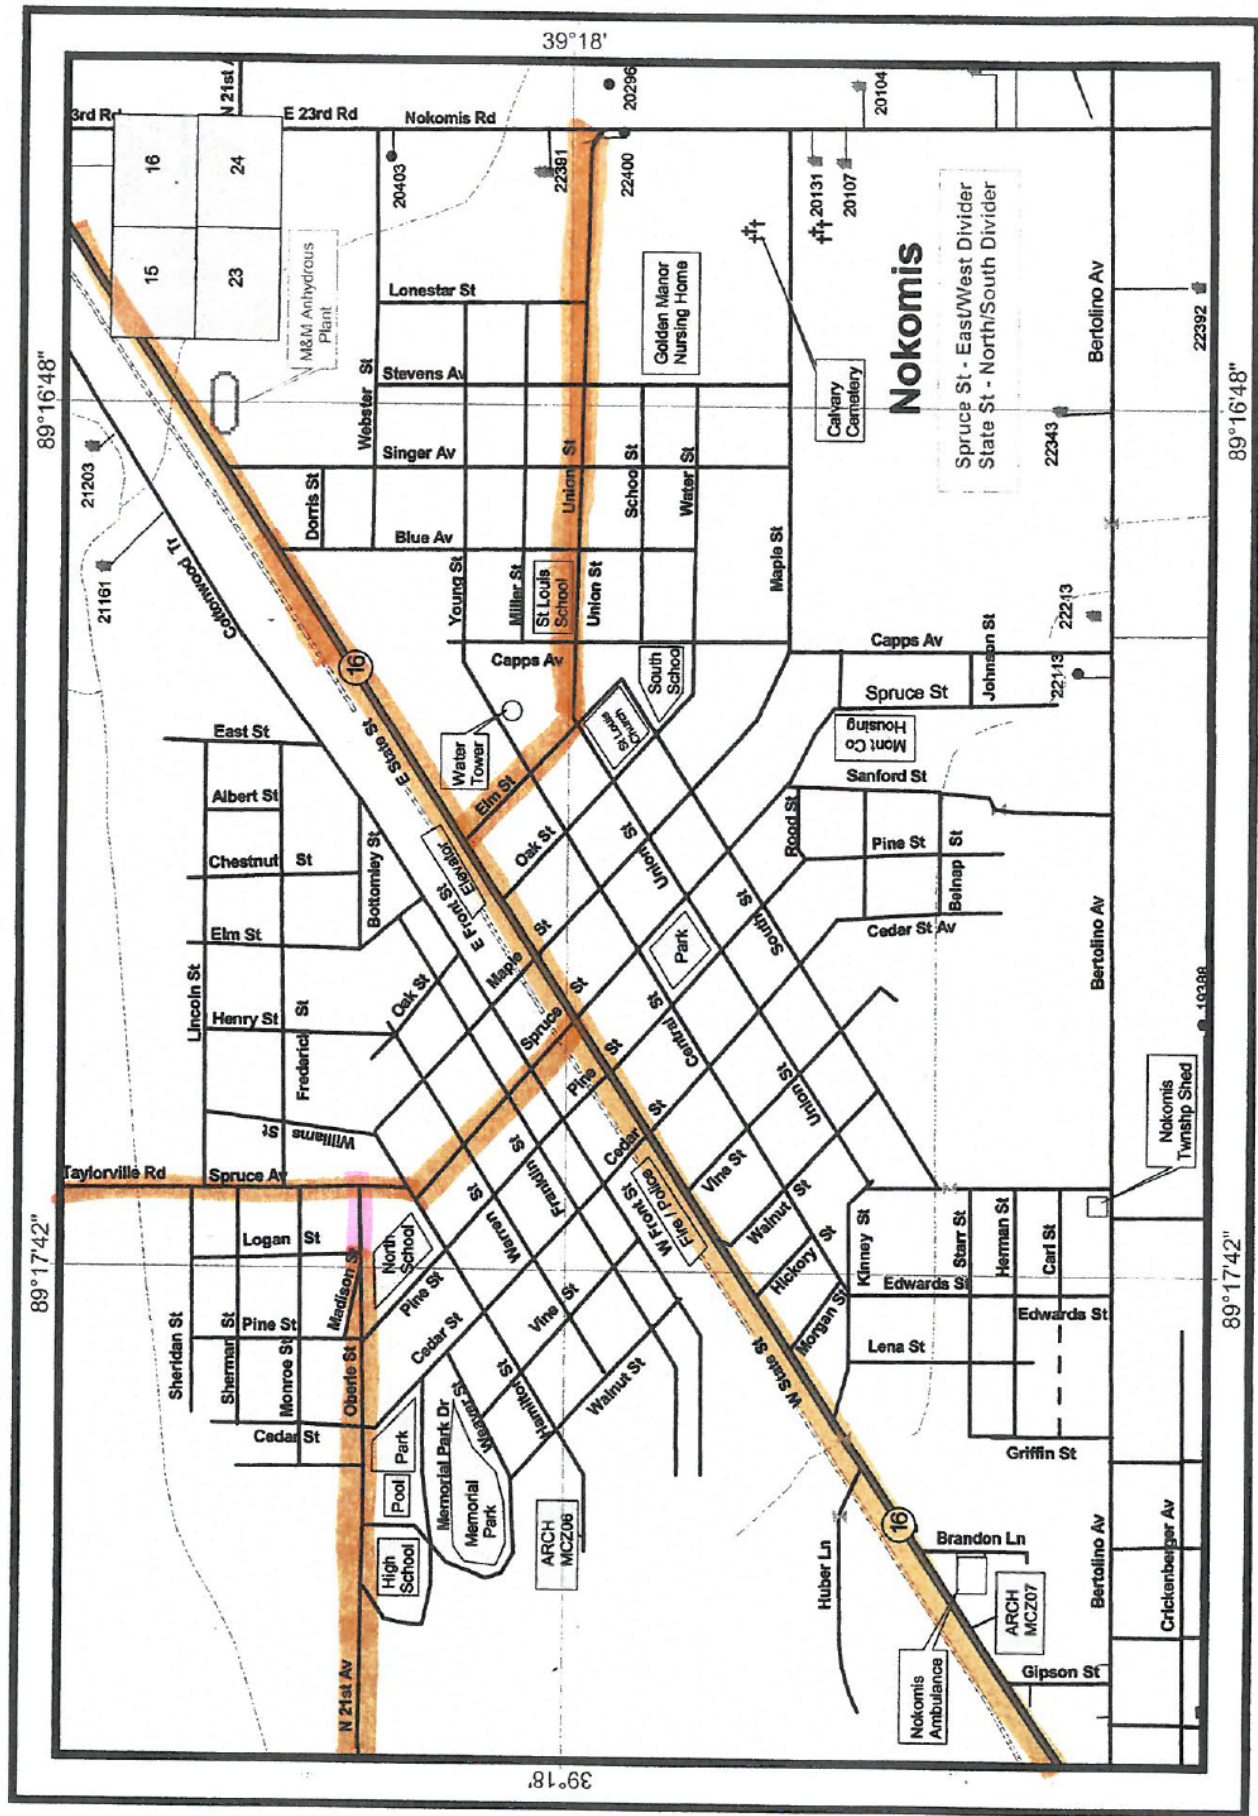 39°18'
89°16'48"
89°17'42"
89°16'48"
89°17'42"
39°18'
3rd Rd
N 21st A
E 23rd Rd
Nokomis Rd
15
16
23
24
M&M Anhydrous
Plant
20403
22391
22400
20296
20104
20131
20107
21203
21161
Cottonwood Tr
Webster St
Lonestar St
Stevens Av
Singer Av
Dorris St
Blue Av
Young St
Miller St
St Louis
School
Union St
Union St
School St
Water St
Maple St
Golden Manor
Nursing Home
Calvary
Cemetery
Nokomis
Spruce St - East/West Divider
State St - North/South Divider
Bertolino Av
22392
22343
22213
22113
Capps Av
Capps Av
Johnson St
Spruce St
Mont Co
Housing
South
School
St Louis
Church
Water
Tower
16
E State St
Elevator
E Front St
East St
Albert St
Chestnut St
Bottomley St
Elm St
Lincoln St
Henry St
Frederick St
Williams St
Oak St
Maple St
Spruce St
Pine St
Elm St
Oak St
Union St
South St
Park
Central St
Cedar St
Sanford St
Rood St
Pine St
Belnap St
Cedar St Av
Bertolino Av
19388
Nokomis
Twnshp Shed
Taylorville Rd
Spruce Av
Logan St
Madison St
North
School
Pine St
Warren St
Franklin St
W Front St
Fire / Police
Vine St
Walnut St
Hickory St
Morgan St
Union St
Kinney St
Starr St
Herman St
Carl St
Edwards St
Edwards St
Lena St
Griffin St
Sheridan St
Sherman St
Pine St
Monroe St
Oberle St
Cedar St
Cedar St
Vine St
Weaver St
Hamilton St
Walnut St
Park
Pool
Memorial Park Dr
Memorial
Park
High
School
ARCH
MCZ06
N 21st Av
W State St
16
Huber Ln
Brandon Ln
ARCH
MCZ07
Nokomis
Ambulance
Gipson St
Bertolino Av
Crickenberger Av